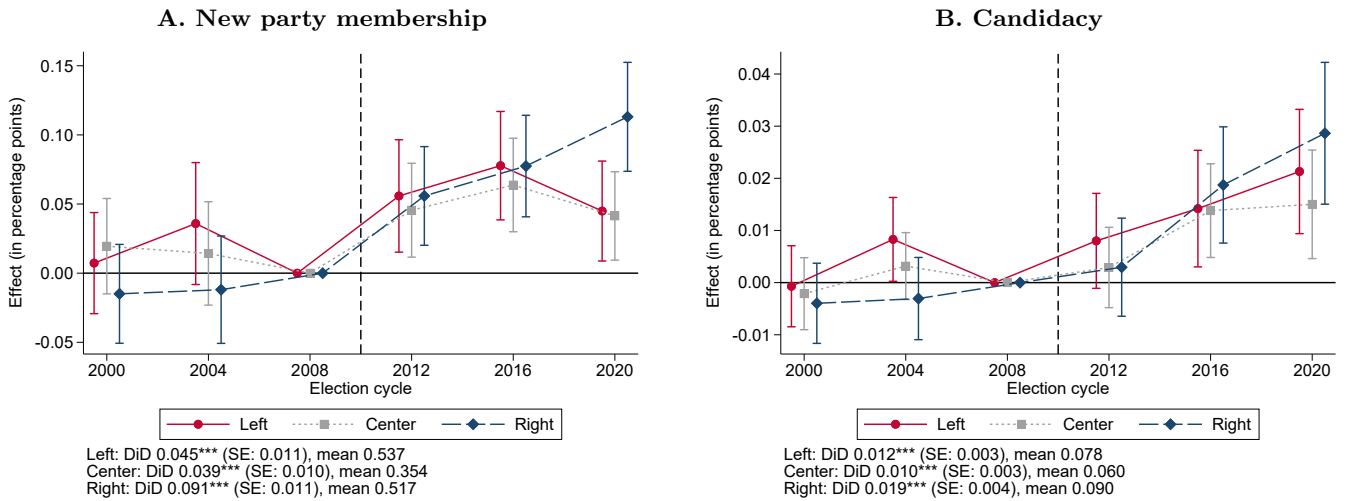 A. New party membership
Effect (in percentage points)
0.15
0.10
0.05
0.00
-0.05
2000 2004 2008 2012 2016 2020
Election cycle
Left Center Right
Left: DiD 0.045*** (SE: 0.011), mean 0.537
Center: DiD 0.039*** (SE: 0.010), mean 0.354
Right: DiD 0.091*** (SE: 0.011), mean 0.517
B. Candidacy
Effect (in percentage points)
0.04
0.03
0.02
0.01
0.00
-0.01
2000 2004 2008 2012 2016 2020
Election cycle
Left Center Right
Left: DiD 0.012*** (SE: 0.003), mean 0.078
Center: DiD 0.010*** (SE: 0.003), mean 0.060
Right: DiD 0.019*** (SE: 0.004), mean 0.090